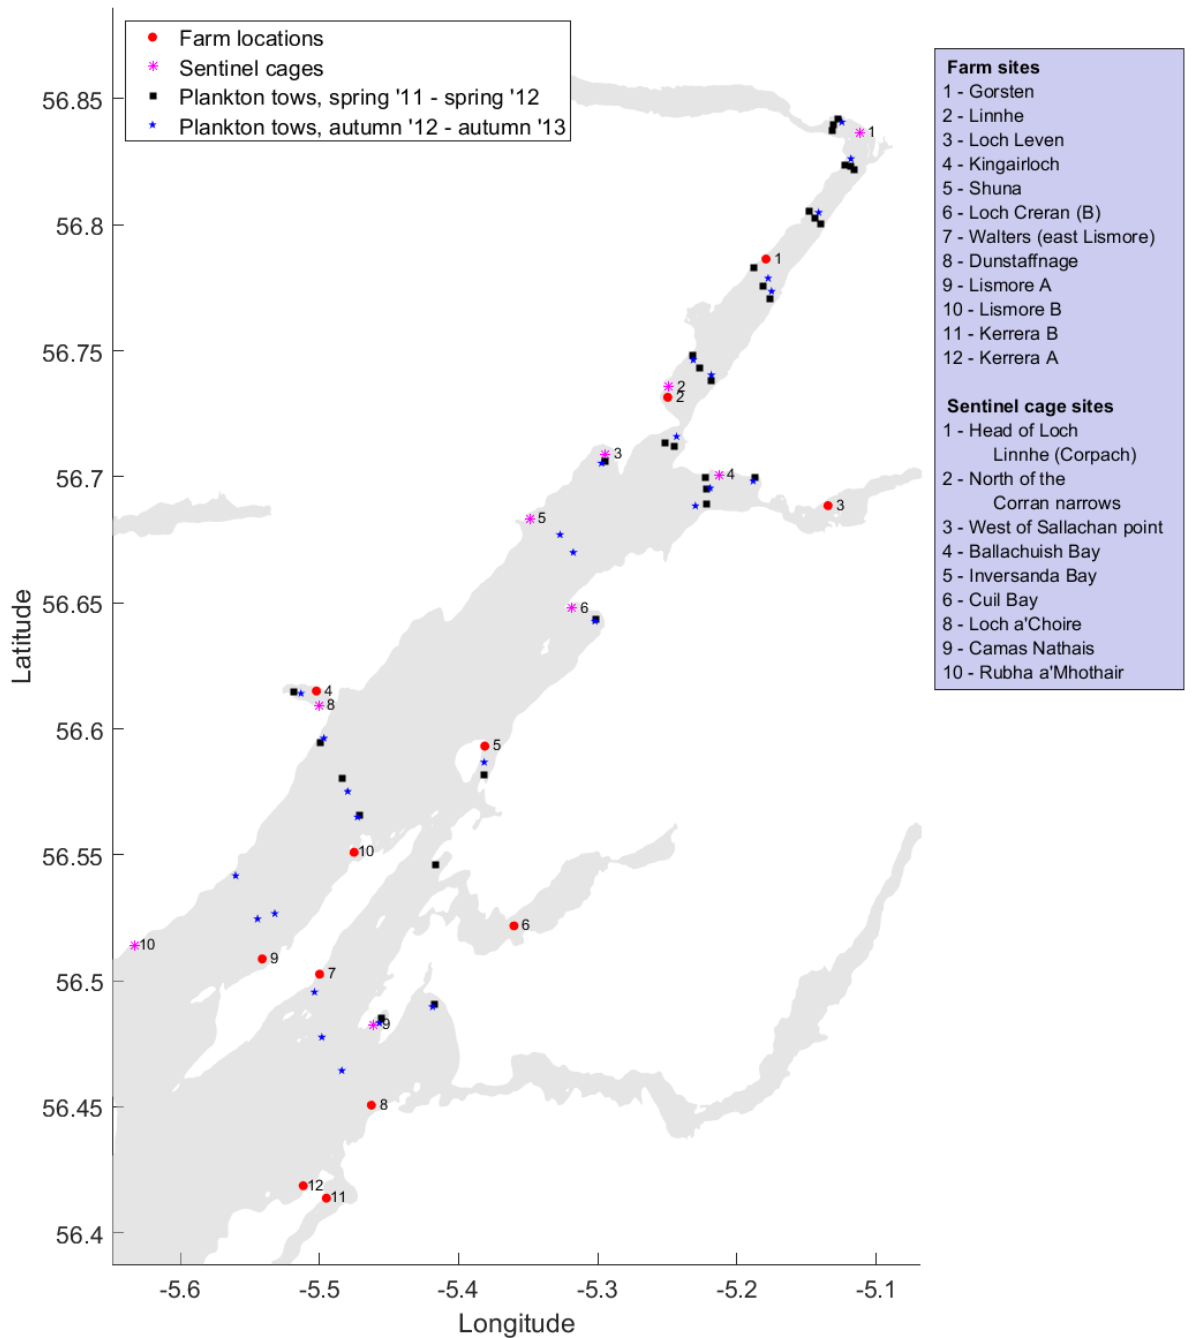 Farm locations
Sentinel cages
Plankton tows, spring '11 - spring '12
Plankton tows, autumn '12 - autumn '13
Farm sites
1 - Gorsten
2 - Linnhe
3 - Loch Leven
4 - Kingairloch
5 - Shuna
6 - Loch Creran (B)
7 - Walters (east Lismore)
8 - Dunstaffnage
9 - Lismore A
10 - Lismore B
11 - Kerrera B
12 - Kerrera A
Sentinel cage sites
1 - Head of Loch
Linnhe (Corpach)
2 - North of the
Corran narrows
3 - West of Sallachan point
4 - Ballachuish Bay
5 - Inversanda Bay
6 - Cuil Bay
8 - Loch a'Choire
9 - Camas Nathais
10 - Rubha a'Mhothair
56.85
56.8
56.75
56.7
56.65
56.6
56.55
56.5
56.45
56.4
Latitude
1
1
2
2
3
4
3
5
6
4
8
5
10
6
10
9
7
9
8
12
11
-5.6
-5.5
-5.4
-5.3
-5.2
-5.1
Longitude